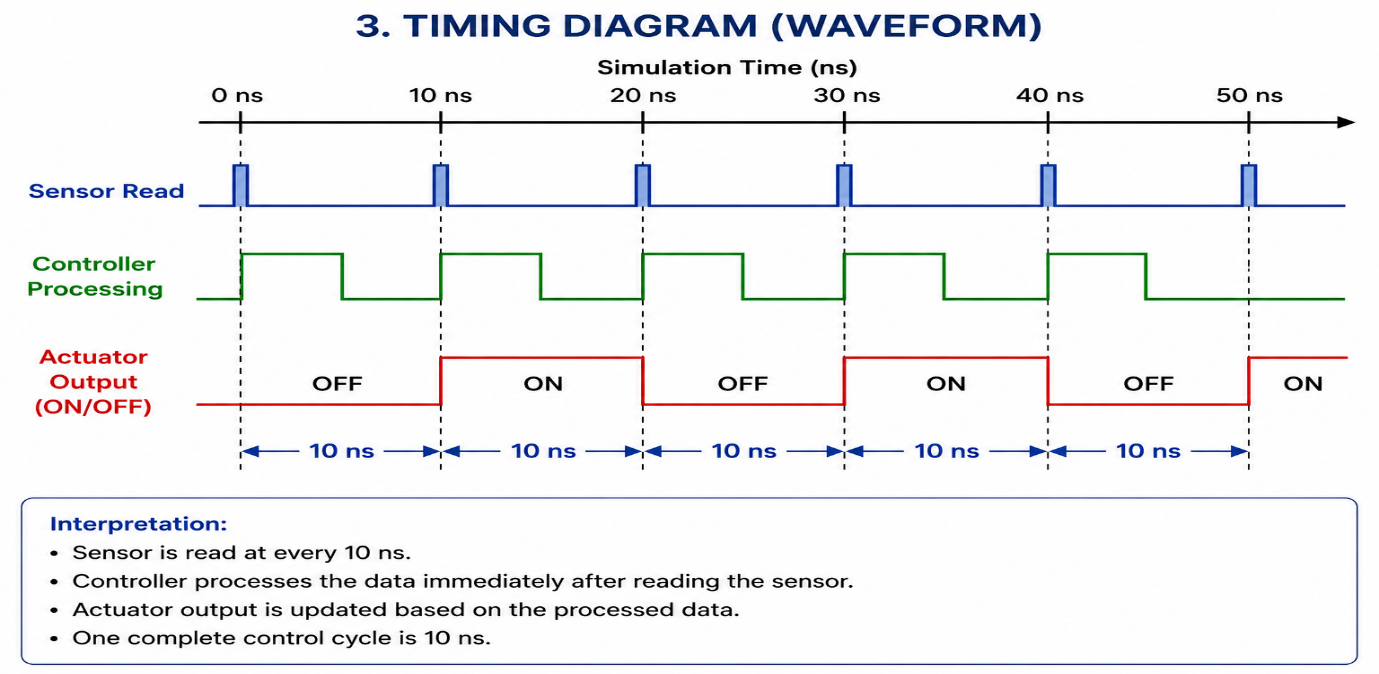 3. TIMING DIAGRAM (WAVEFORM)
Simulation Time (ns)
0 ns 10 ns 20 ns 30 ns 40 ns 50 ns
Sensor Read
Controller
Processing
Actuator
Output
(ON/OFF)
OFF ON OFF ON OFF ON
10 ns 10 ns 10 ns 10 ns 10 ns
Interpretation:
• Sensor is read at every 10 ns.
• Controller processes the data immediately after reading the sensor.
• Actuator output is updated based on the processed data.
• One complete control cycle is 10 ns.